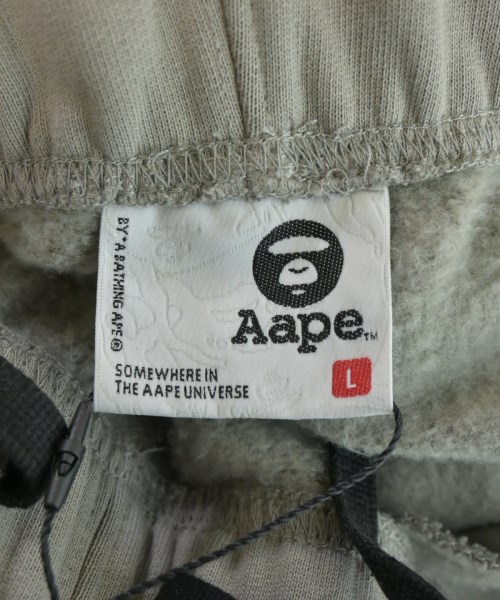 BY*A BATHING APE®
Aape™
SOMEWHERE IN
THE AAPE UNIVERSE
L